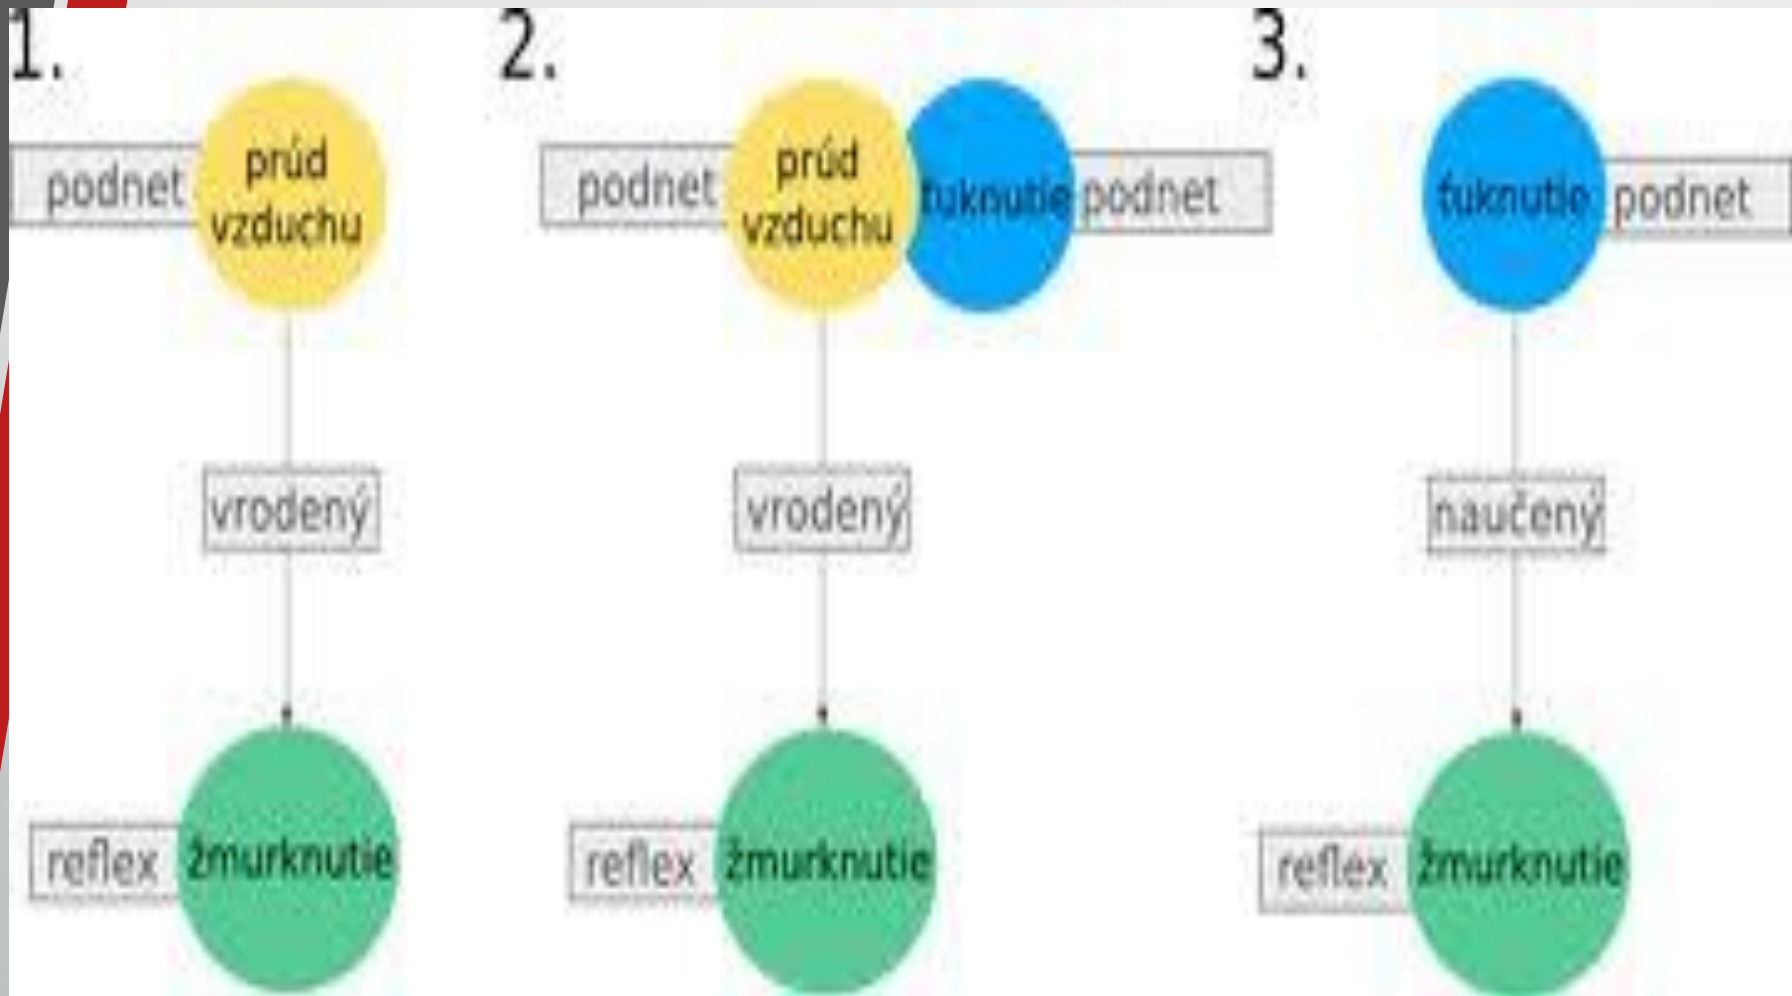 1.
podnet
prúd
vzduchu
vrodený
reflex
žmurknutie
2.
podnet
prúd
vzduchu
ťuknutie
podnet
vrodený
reflex
žmurknutie
3.
ťuknutie
podnet
naučený
reflex
žmurknutie